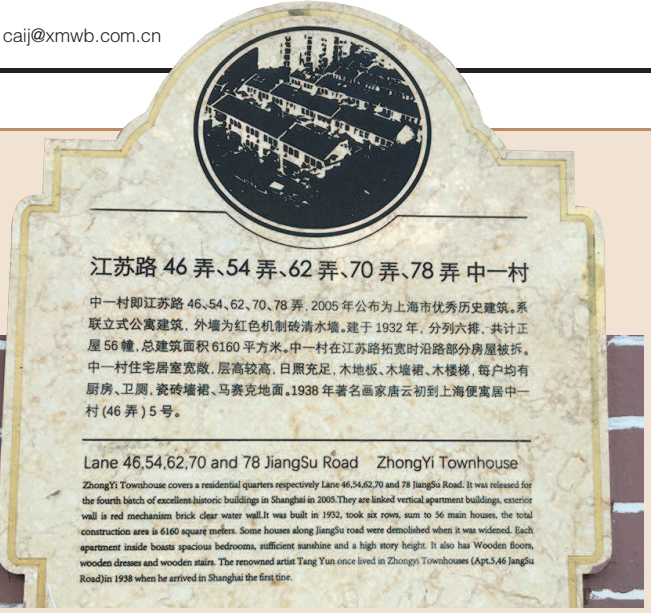 caij@xmwb.com.cn
江苏路 46 弄、54 弄、62 弄、70 弄、78 弄 中一村
中一村即江苏路 46、54、62、70、78 弄，2005 年公布为上海市优秀历史建筑。系
联立式公寓建筑，外墙为红色机制砖清水墙。建于 1932 年，分列六排，共计正
屋 56 幢，总建筑面积 6160 平方米。中一村在江苏路拓宽时沿路部分房屋被拆。
中一村住宅居室宽敞，层高较高，日照充足，木地板、木墙裙、木楼梯，每户均有
厨房、卫厕，瓷砖墙裙、马赛克地面。1938 年著名画家唐云初到上海便寓居中一
村 (46 弄) 5 号。
Lane 46,54,62,70 and 78 JiangSu Road ZhongYi Townhouse
ZhongYi Townhouse covers a residential quarters respectively Lane 46,54,62,70 and 78 JiangSu Road. It was released for
the fourth batch of excellent historic buildings in Shanghai in 2005. They are linked vertical apartment buildings, exterior
wall is red mechanism brick clear water wall.It was built in 1932, took six rows, sum to 56 main houses, the total
construction area is 6160 square meters. Some houses along JiangSu road were demolished when it was widened. Each
apartment inside boasts spacious bedrooms, sufficient sunshine and a high story height. It also has Wooden floors,
wooden dresses and wooden stairs. The renowned artist Tang Yun once lived in Zhongyi Townhouses (Apt.5,46 JangSu
Road)in 1938 when he arrived in Shanghai the first tine.